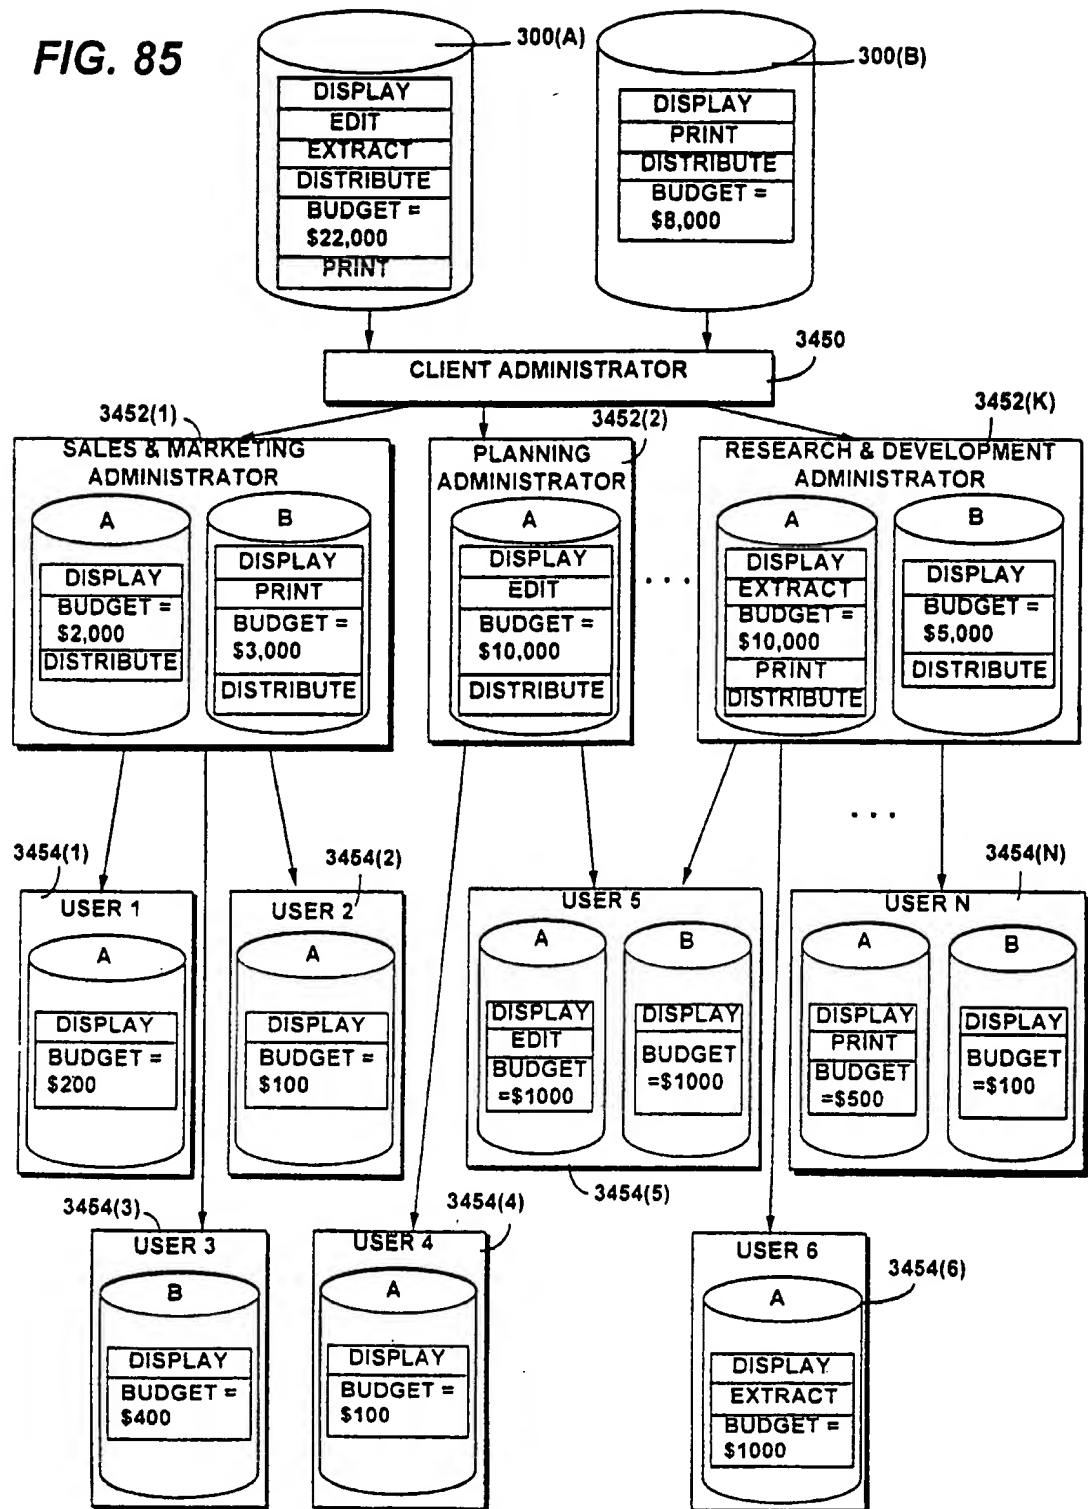 FIG. 85
300(A)
300(B)
DISPLAY
EDIT
EXTRACT
DISTRIBUTE
BUDGET =
$22,000
PRINT
DISPLAY
PRINT
DISTRIBUTE
BUDGET =
$8,000
3450
CLIENT ADMINISTRATOR
3452(1)
3452(2)
3452(K)
SALES & MARKETING
ADMINISTRATOR
A
DISPLAY
BUDGET =
$2,000
DISTRIBUTE
B
DISPLAY
PRINT
BUDGET =
$3,000
DISTRIBUTE
PLANNING
ADMINISTRATOR
A
DISPLAY
EDIT
BUDGET =
$10,000
DISTRIBUTE
. . .
RESEARCH & DEVELOPMENT
ADMINISTRATOR
A
DISPLAY
EXTRACT
BUDGET =
$10,000
PRINT
DISTRIBUTE
B
DISPLAY
BUDGET =
$5,000
DISTRIBUTE
. . .
3454(1)
USER 1
A
DISPLAY
BUDGET =
$200
3454(2)
USER 2
A
DISPLAY
BUDGET =
$100
USER 5
A
DISPLAY
EDIT
BUDGET
=$1000
B
DISPLAY
BUDGET
=$1000
3454(5)
3454(N)
USER N
A
DISPLAY
PRINT
BUDGET
=$500
B
DISPLAY
BUDGET
=$100
3454(3)
USER 3
B
DISPLAY
BUDGET =
$400
3454(4)
USER 4
A
DISPLAY
BUDGET =
$100
USER 6
3454(6)
A
DISPLAY
EXTRACT
BUDGET =
$1000